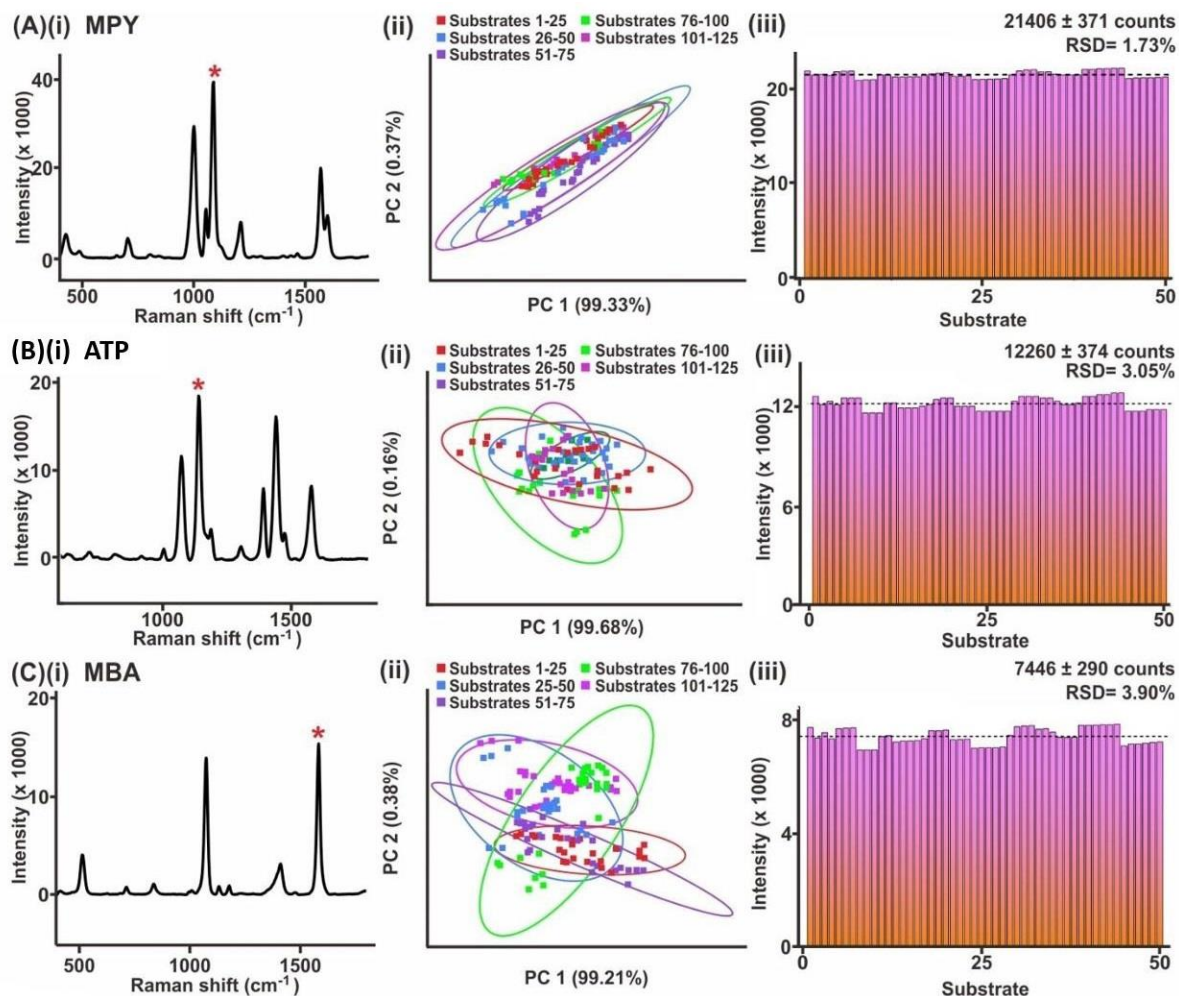 (A)(i) MPY
Intensity (x 1000)
40
20
0
500
1000
1500
Raman shift (cm-1)
*
(ii)
Substrates 1-25
Substrates 76-100
Substrates 26-50
Substrates 101-125
Substrates 51-75
PC 2 (0.37%)
PC 1 (99.33%)
(iii)
21406 ± 371 counts
RSD= 1.73%
Intensity (x 1000)
20
10
0
0
25
50
Substrate
(B)(i) ATP
Intensity (x 1000)
20
10
0
1000
1500
Raman shift (cm-1)
*
(ii)
Substrates 1-25
Substrates 76-100
Substrates 26-50
Substrates 101-125
Substrates 51-75
PC 2 (0.16%)
PC 1 (99.68%)
(iii)
12260 ± 374 counts
RSD= 3.05%
Intensity (x 1000)
12
6
0
0
25
50
Substrate
C)(i) MBA
Intensity (x 1000)
20
10
0
500
1000
1500
Raman shift (cm-1)
*
(ii)
Substrates 1-25
Substrates 76-100
Substrates 25-50
Substrates 101-125
Substrates 51-75
PC 2 (0.38%)
PC 1 (99.21%)
(iii)
7446 ± 290 counts
RSD= 3.90%
Intensity (x 1000)
8
4
0
0
25
50
Substrate